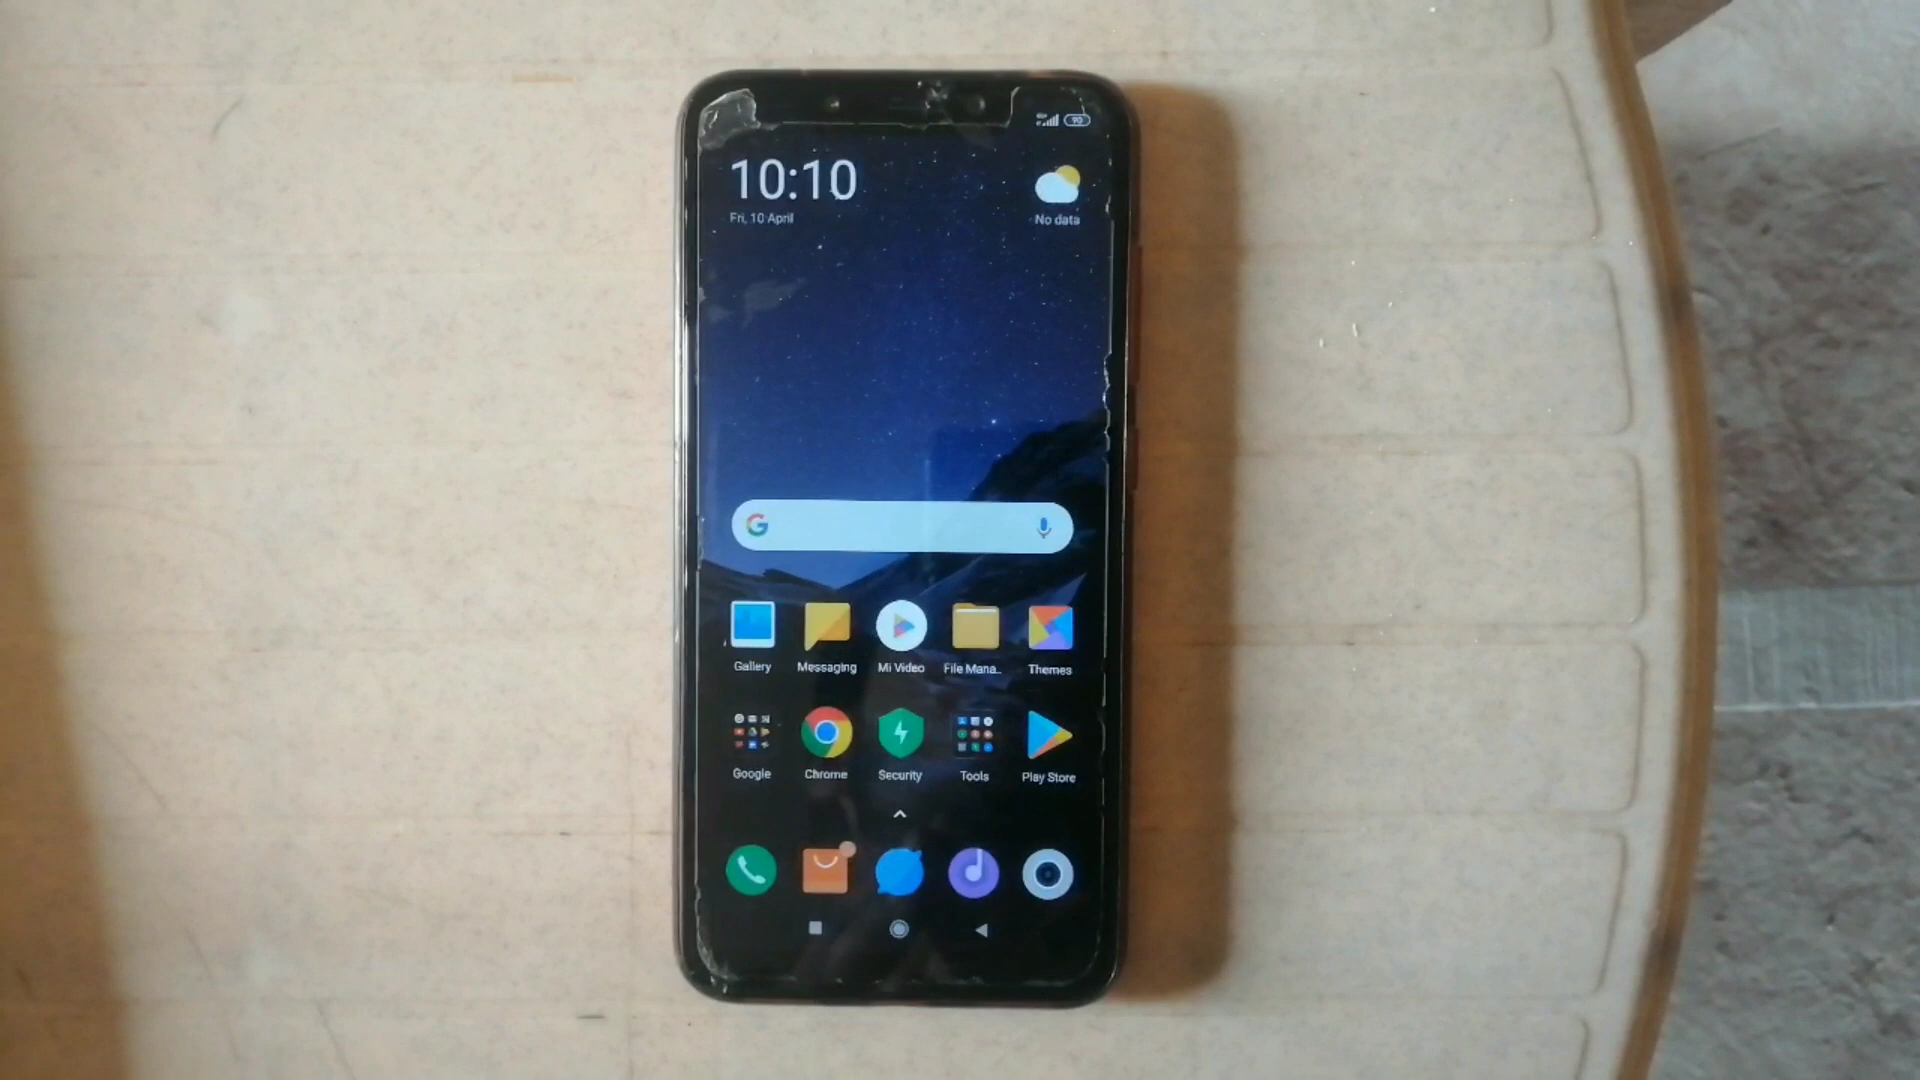 90
10:10
Fri, 10 April
No data
Gallery
Messaging
Mi Video
File Mana..
Themes
Google
Chrome
Security
Tools
Play Store